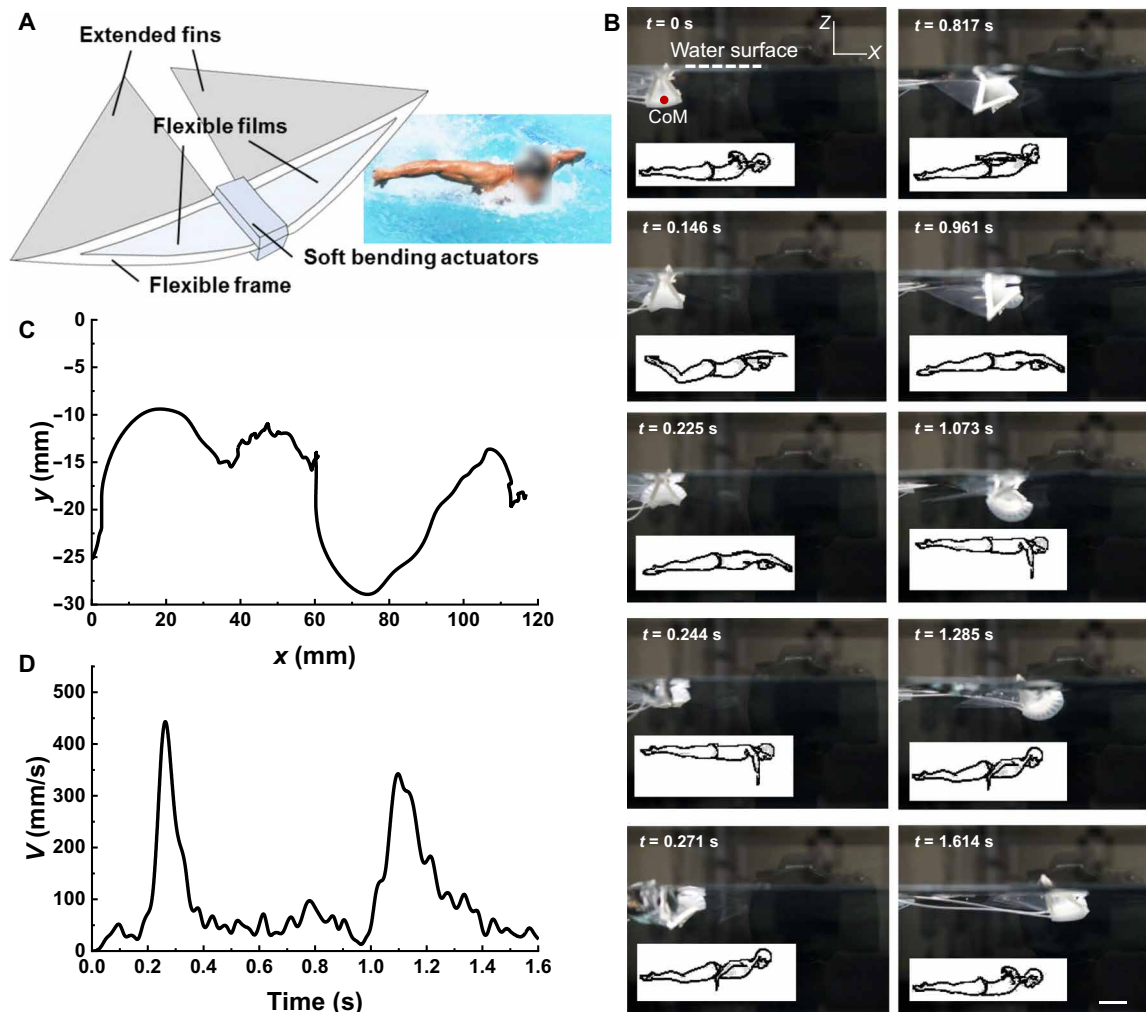 A
Extended fins
Flexible films
Soft bending actuators
Flexible frame
B
t = 0 s
Z
X
Water surface
CoM
t = 0.817 s
t = 0.146 s
t = 0.961 s
t = 0.225 s
t = 1.073 s
t = 0.244 s
t = 1.285 s
t = 0.271 s
t = 1.614 s
C
0
−5
−10
−15
−20
−25
−30
y (mm)
0 20 40 60 80 100 120
x (mm)
D
500
400
300
200
100
0
V (mm/s)
0.0 0.2 0.4 0.6 0.8 1.0 1.2 1.4 1.6
Time (s)